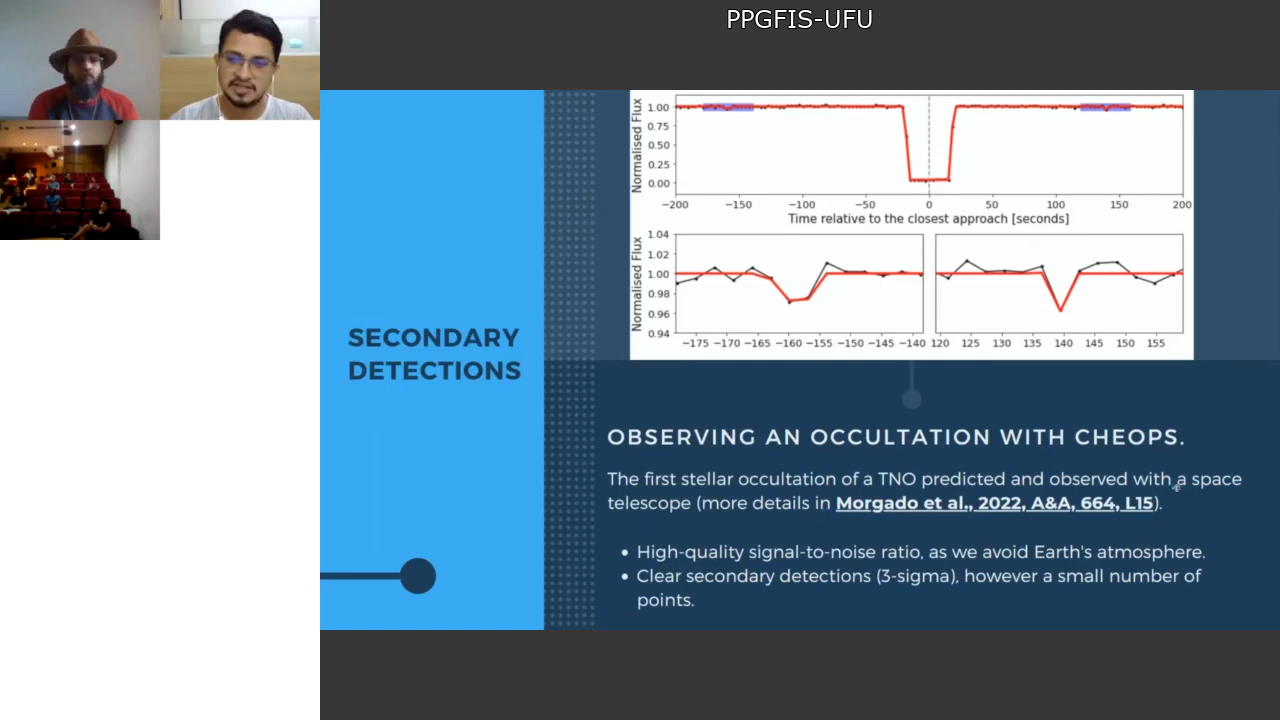 PPGFIS-UFU
Normalised Flux
1.00
0.75
0.50
0.25
0.00
−200 −150 −100 −50 0 50 100 150 200
Time relative to the closest approach [seconds]
Normalised Flux
1.04
1.02
1.00
0.98
0.96
0.94
−175 −170 −165 −160 −155 −150 −145 −140 120 125 130 135 140 145 150 155
SECONDARY
DETECTIONS
OBSERVING AN OCCULTATION WITH CHEOPS.
The first stellar occultation of a TNO predicted and observed with a space
telescope (more details in Morgado et al., 2022, A&A, 664, L15).
• High-quality signal-to-noise ratio, as we avoid Earth's atmosphere.
• Clear secondary detections (3-sigma), however a small number of
points.